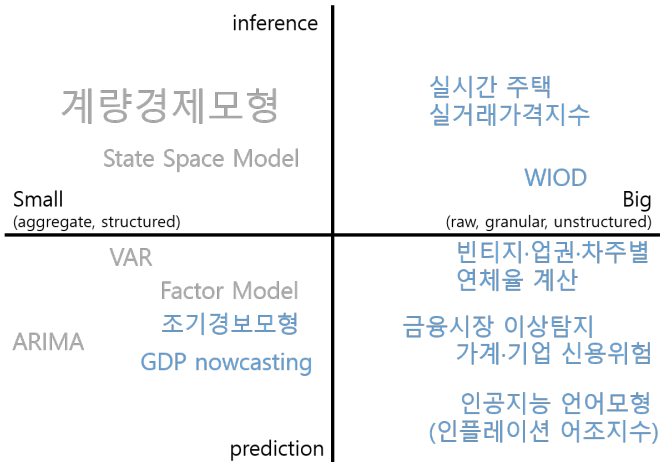 inference
계량경제모형
실시간 주택
실거래가격지수
State Space Model
WIOD
Small
(aggregate, structured)
Big
(raw, granular, unstructured)
VAR
빈티지·업권·차주별
연체율 계산
Factor Model
조기경보모형
금융시장 이상탐지
ARIMA
GDP nowcasting
가계·기업 신용위험
인공지능 언어모형
(인플레이션 어조지수)
prediction